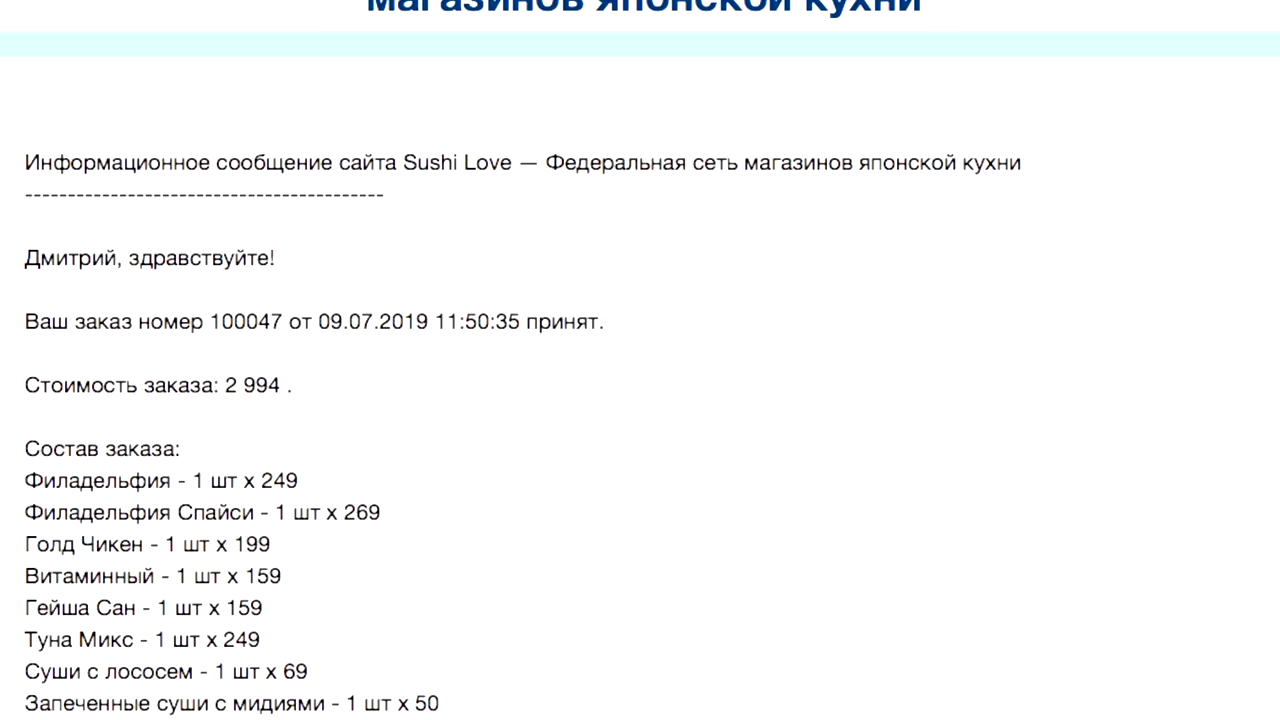 магазинов японской кухни
Информационное сообщение сайта Sushi Love — Федеральная сеть магазинов японской кухни
-----------------------------------------
Дмитрий, здравствуйте!
Ваш заказ номер 100047 от 09.07.2019 11:50:35 принят.
Стоимость заказа: 2 994 .
Состав заказа:
Филадельфия - 1 шт x 249
Филадельфия Спайси - 1 шт x 269
Голд Чикен - 1 шт x 199
Витаминный - 1 шт x 159
Гейша Сан - 1 шт x 159
Туна Микс - 1 шт x 249
Суши с лососем - 1 шт x 69
Запеченные суши с мидиями - 1 шт x 50